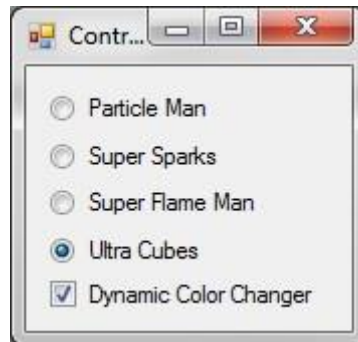 Contr...
Particle Man
Super Sparks
Super Flame Man
Ultra Cubes
Dynamic Color Changer